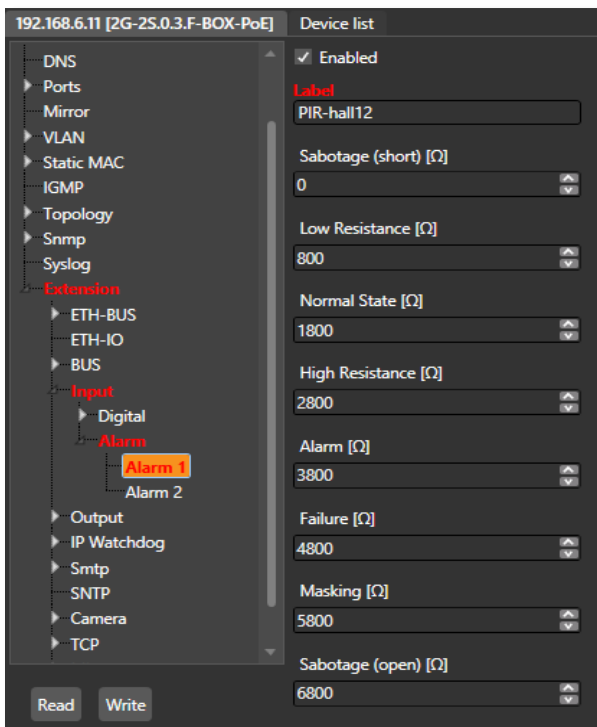 192.168.6.11 [2G-2S.0.3.F-BOX-PoE]
Device list
DNS
Ports
Mirror
VLAN
Static MAC
IGMP
Topology
Snmp
Syslog
Extension
ETH-BUS
ETH-IO
BUS
Input
Digital
Alarm
Alarm 1
Alarm 2
Output
IP Watchdog
Smtp
SNTP
Camera
TCP
Read
Write
Enabled
Label
PIR-hall12
Sabotage (short) [Ω]
0
Low Resistance [Ω]
800
Normal State [Ω]
1800
High Resistance [Ω]
2800
Alarm [Ω]
3800
Failure [Ω]
4800
Masking [Ω]
5800
Sabotage (open) [Ω]
6800